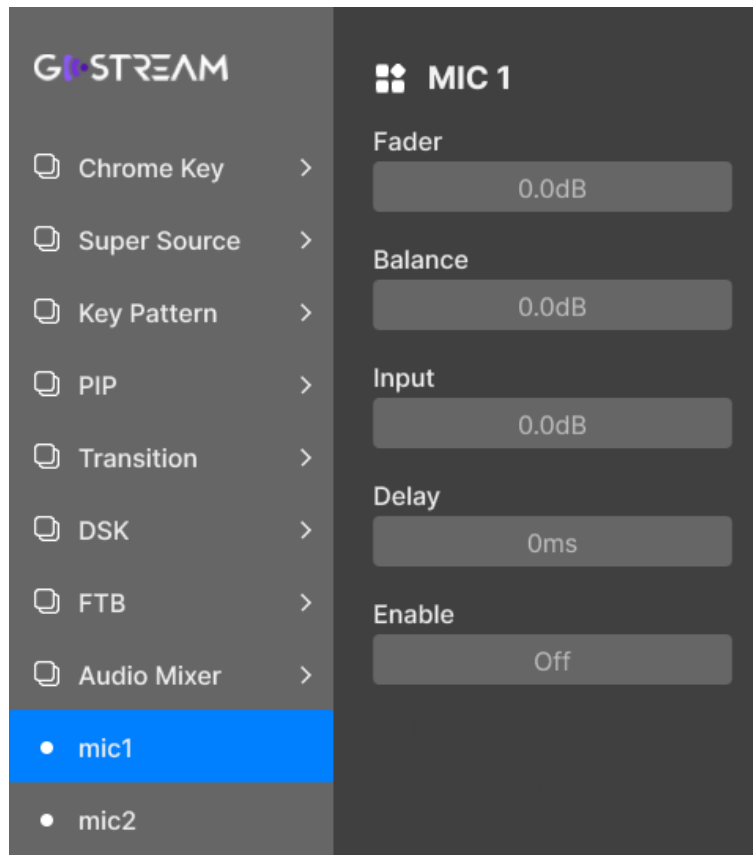 GOSTREAM
Chrome Key
Super Source
Key Pattern
PIP
Transition
DSK
FTB
Audio Mixer
mic1
mic2
MIC 1
Fader
0.0dB
Balance
0.0dB
Input
0.0dB
Delay
0ms
Enable
Off